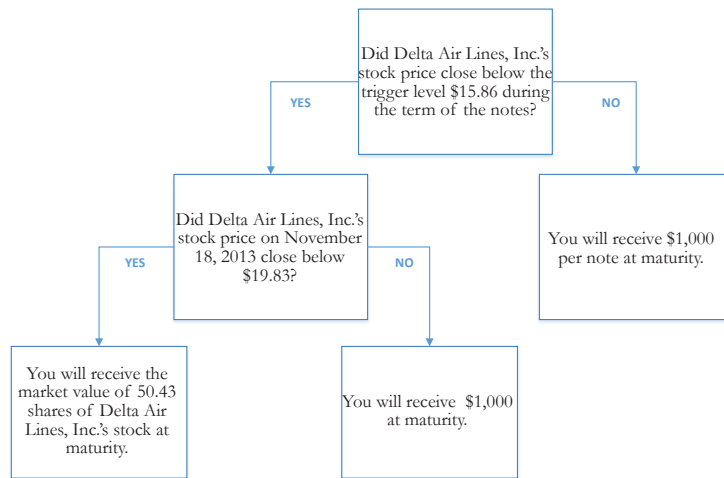 Did Delta Air Lines, Inc.'s
stock price close below the
trigger level $15.86 during
the term of the notes?
YES
NO
Did Delta Air Lines, Inc.'s
stock price on November
18, 2013 close below
$19.83?
You will receive $1,000
per note at maturity.
YES
NO
You will receive the
market value of 50.43
shares of Delta Air
Lines, Inc.'s stock at
maturity.
You will receive  $1,000
at maturity.